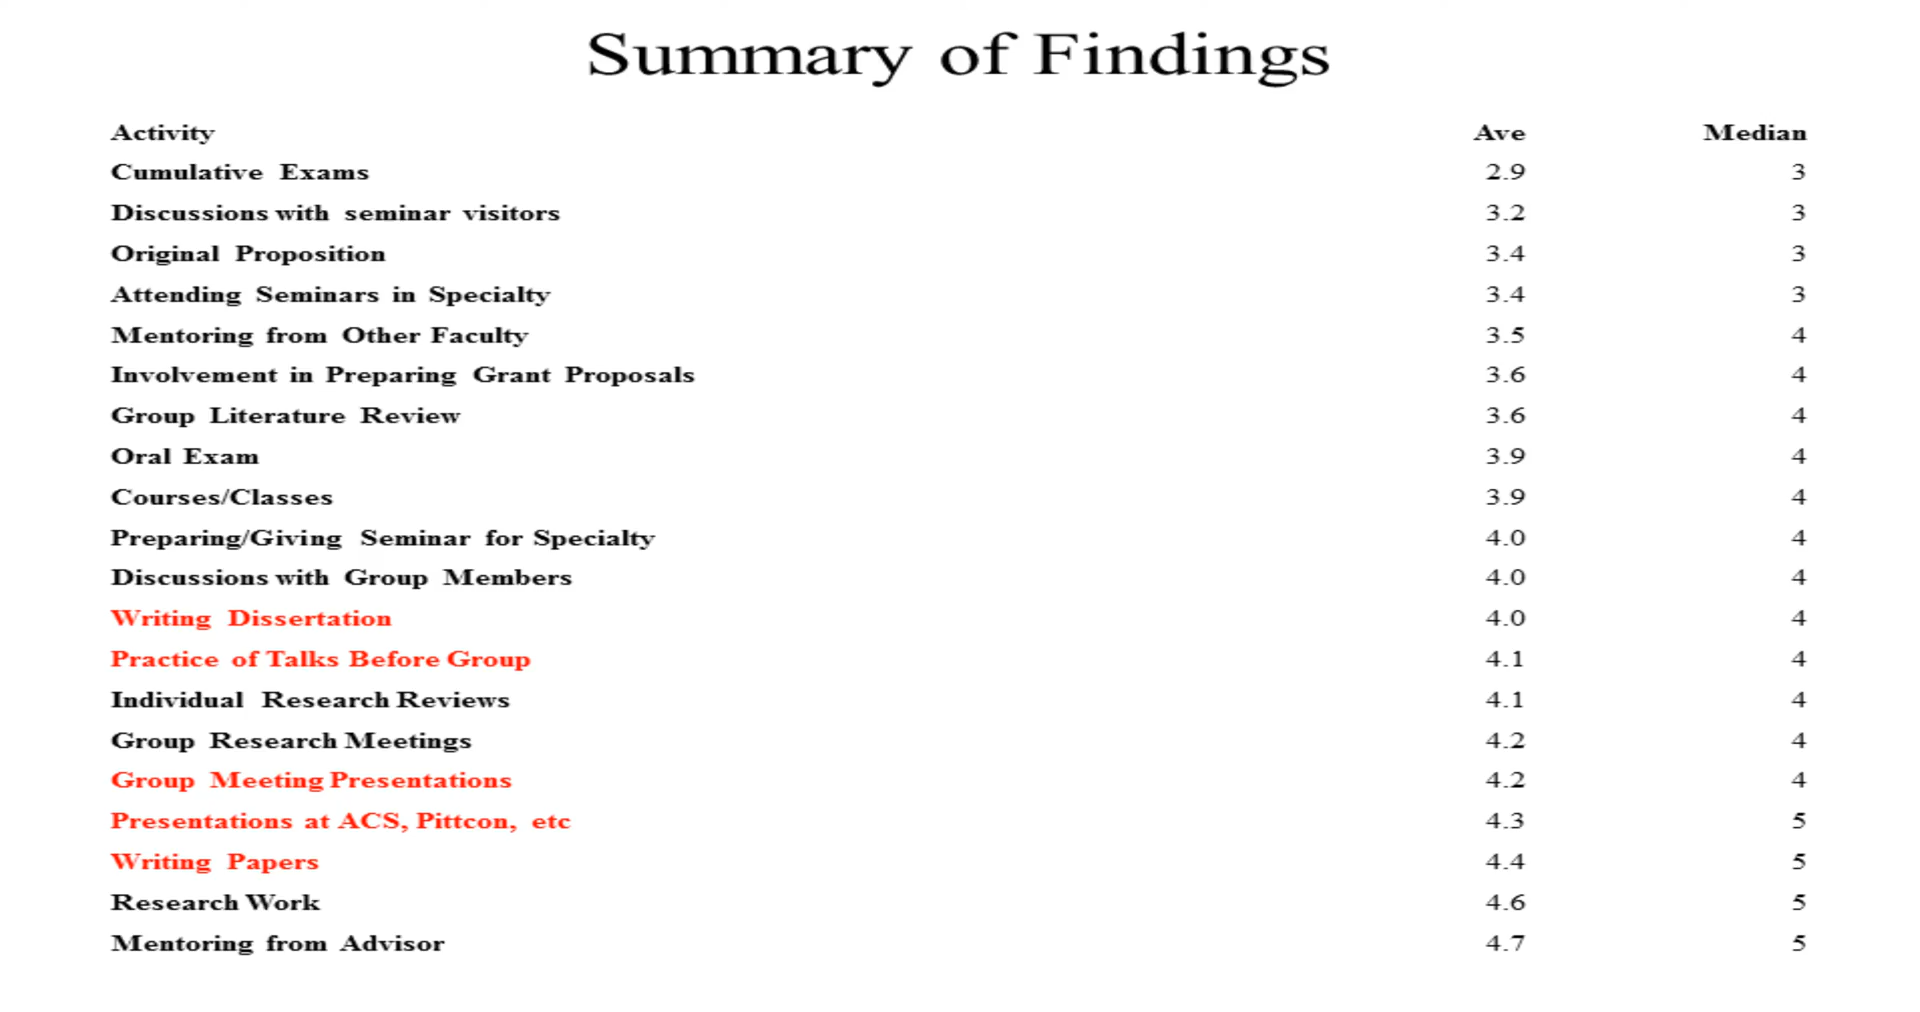 Summary of Findings
Activity Ave Median
Cumulative Exams 2.9 3
Discussions with seminar visitors 3.2 3
Original Proposition 3.4 3
Attending Seminars in Specialty 3.4 3
Mentoring from Other Faculty 3.5 4
Involvement in Preparing Grant Proposals 3.6 4
Group Literature Review 3.6 4
Oral Exam 3.9 4
Courses/Classes 3.9 4
Preparing/Giving Seminar for Specialty 4.0 4
Discussions with Group Members 4.0 4
Writing Dissertation 4.0 4
Practice of Talks Before Group 4.1 4
Individual Research Reviews 4.1 4
Group Research Meetings 4.2 4
Group Meeting Presentations 4.2 4
Presentations at ACS, Pittcon, etc 4.3 5
Writing Papers 4.4 5
Research Work 4.6 5
Mentoring from Advisor 4.7 5